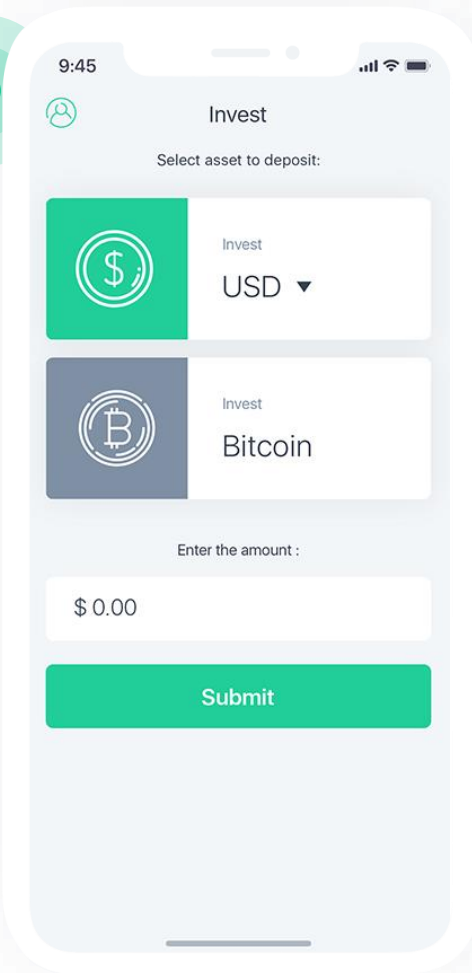 9:45
Invest
Select asset to deposit:
$
Invest
USD
Invest
Bitcoin
Enter the amount :
$ 0.00
Submit